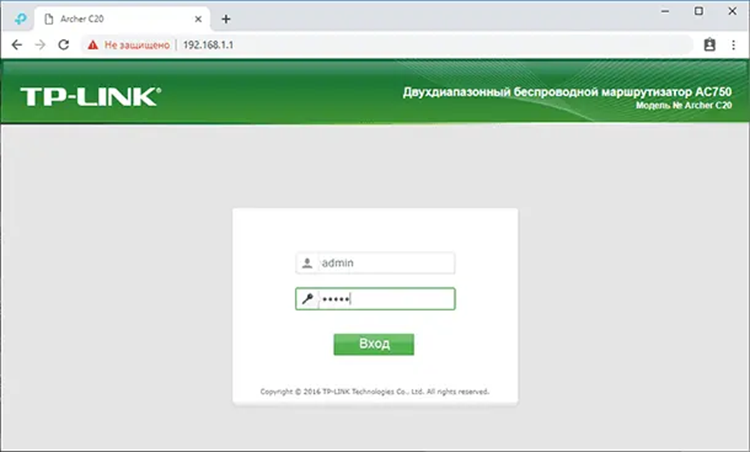 Archer C20
Не защищено | 192.168.1.1
TP-LINK®
Двухдиапазонный беспроводной маршрутизатор AC750
Модель № Archer C20
admin
•••••
Вход
Copyright © 2016 TP-LINK Technologies Co., Ltd. All rights reserved.